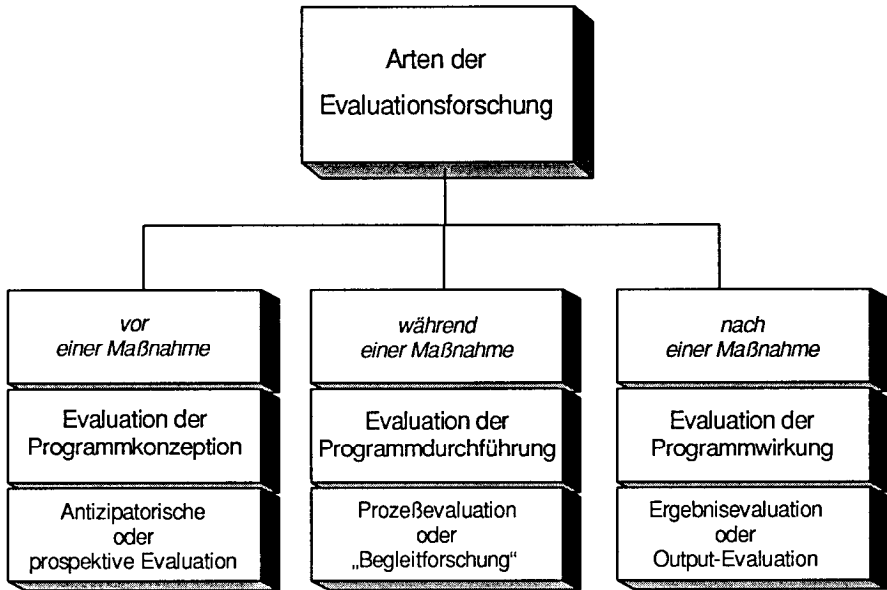 Arten der
Evaluationsforschung
vor
einer Maßnahme
Evaluation der
Programmkonzeption
Antizipatorische
oder
prospektive Evaluation
während
einer Maßnahme
Evaluation der
Programmdurchführung
Prozeßevaluation
oder
„Begleitforschung“
nach
einer Maßnahme
Evaluation der
Programmwirkung
Ergebnisevaluation
oder
Output-Evaluation